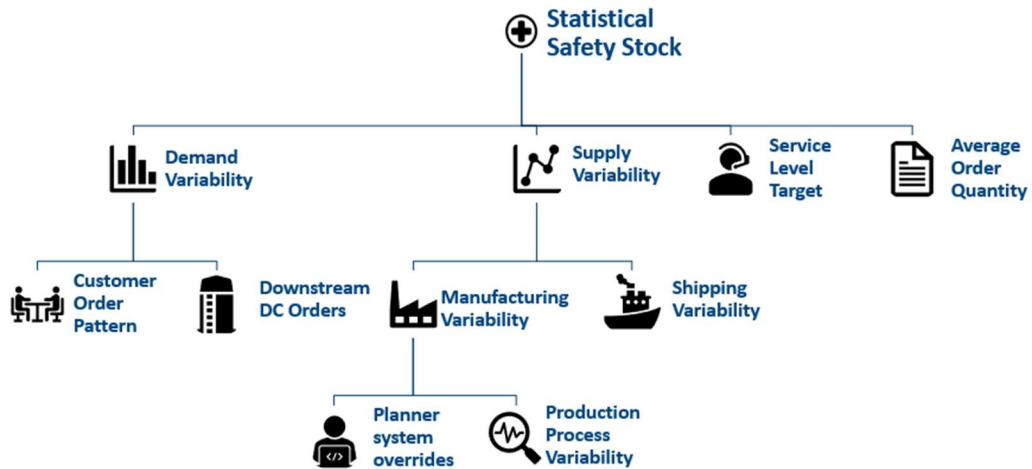 Statistical
Safety Stock
Demand
Variability
Supply
Variability
Service
Level
Target
Average
Order
Quantity
Customer
Order
Pattern
Downstream
DC Orders
Manufacturing
Variability
Shipping
Variability
Planner
system
overrides
</>
Production
Process
Variability